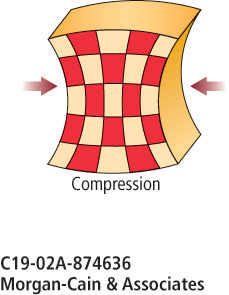 Compression
C19-02A-874636
Morgan-Cain & Associates